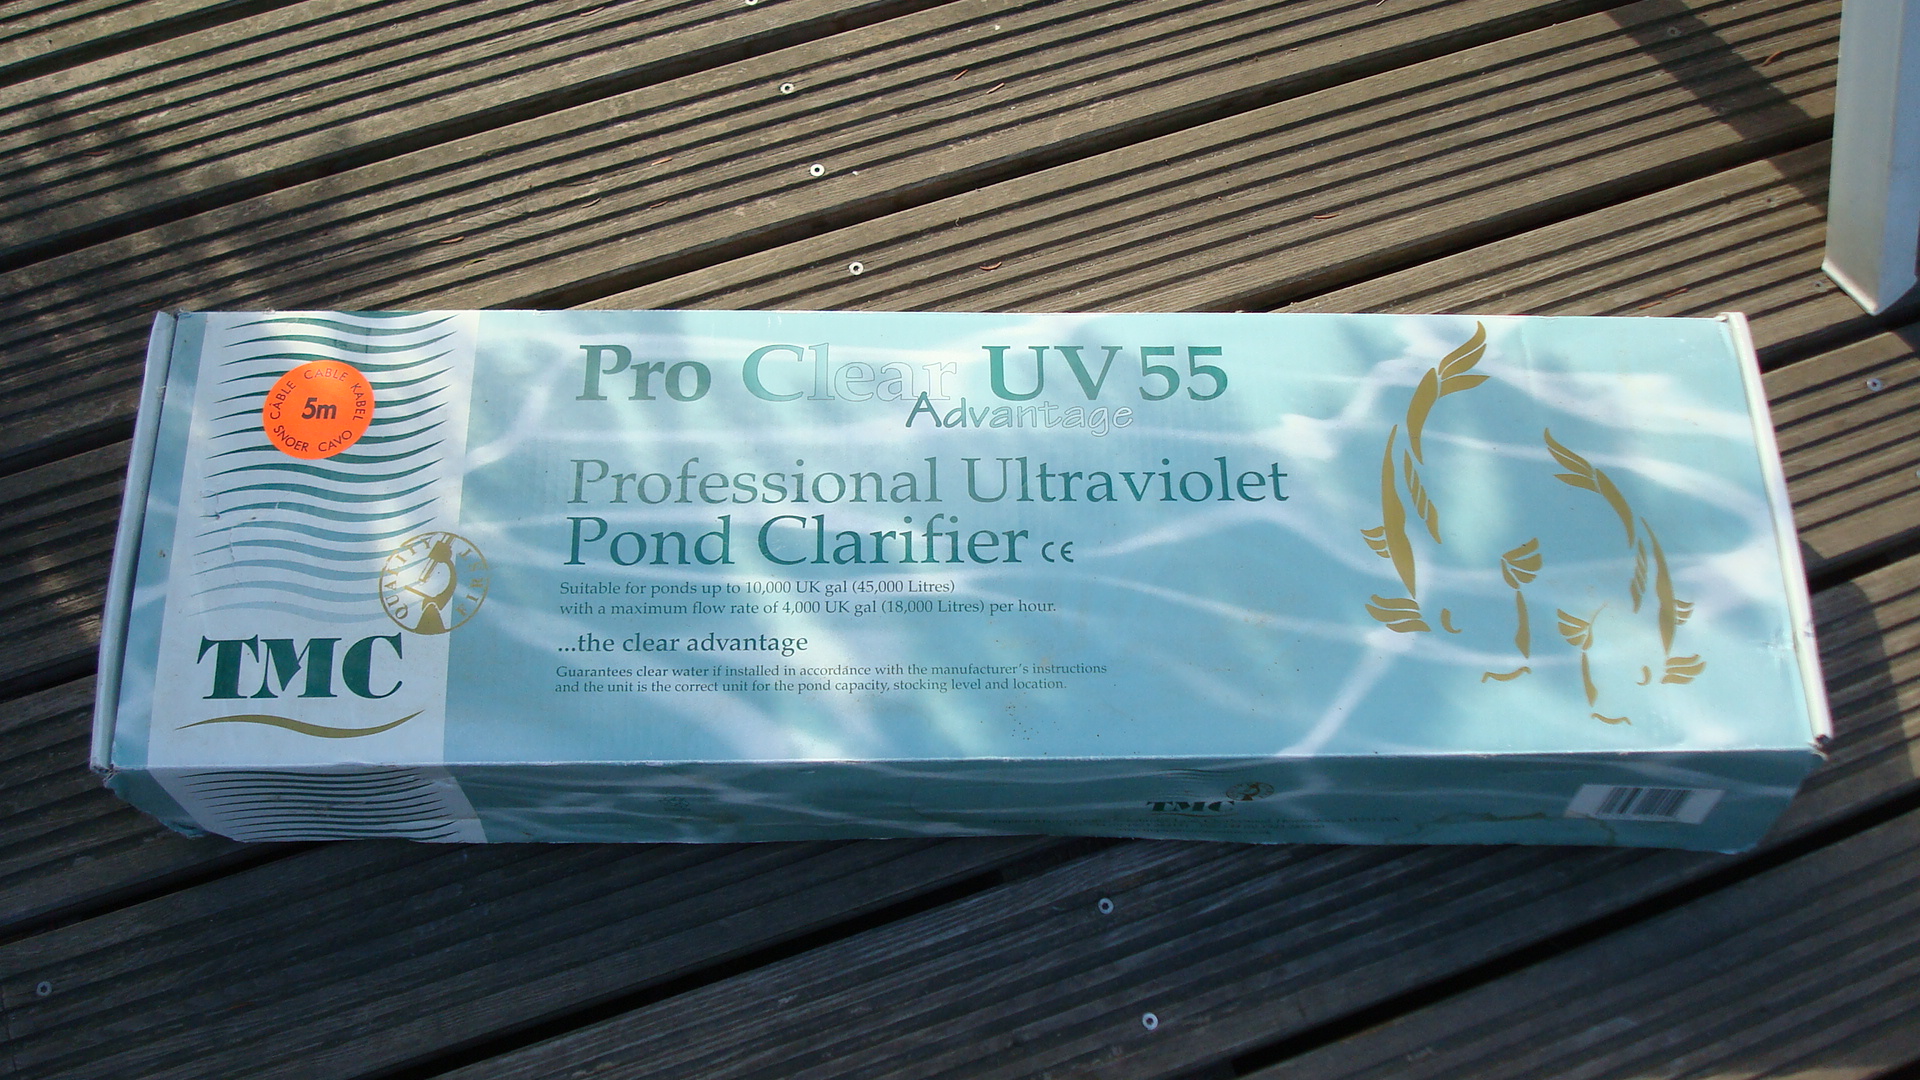 CABLE CABLE KABEL
5m
SNOER CAVO
QUALITY FIRST
TMC
Pro Clear UV 55
Advantage
Professional Ultraviolet
Pond Clarifier CE
Suitable for ponds up to 10,000 UK gal (45,000 Litres)
with a maximum flow rate of 4,000 UK gal (18,000 Litres) per hour.
...the clear advantage
Guarantees clear water if installed in accordance with the manufacturer's instructions
and the unit is the correct unit for the pond capacity, stocking level and location.
TMC